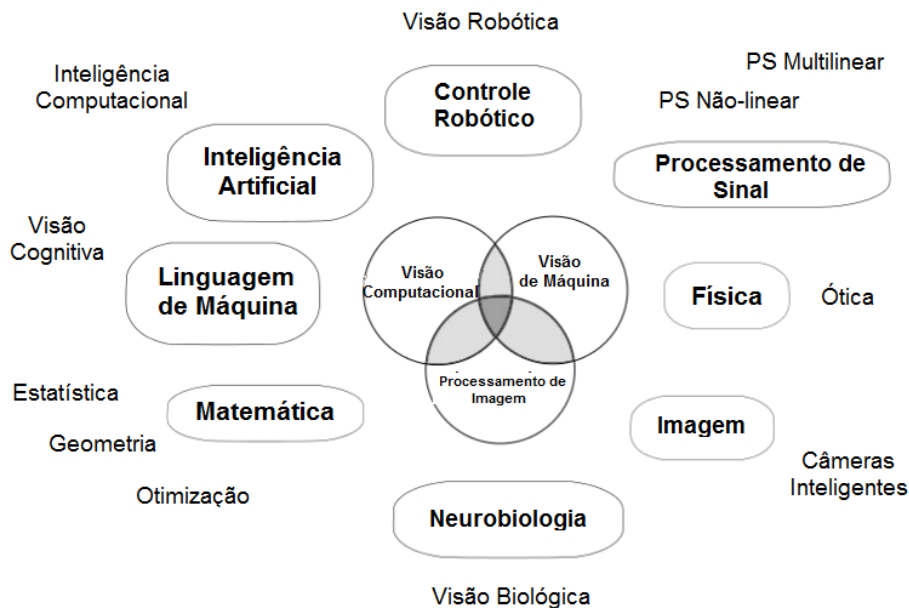 Visão Robótica
PS Multilinear
Inteligência
Computacional
PS Não-linear
Controle
Robótico
Inteligência
Artificial
Processamento de
Sinal
Visão
Cognitiva
Linguagem
de Máquina
Visão
Computacional
Visão
de Máquina
Física
Ótica
Processamento de
Imagem
Estatística
Matemática
Geometria
Imagem
Otimização
Câmeras
Inteligentes
Neurobiologia
Visão Biológica